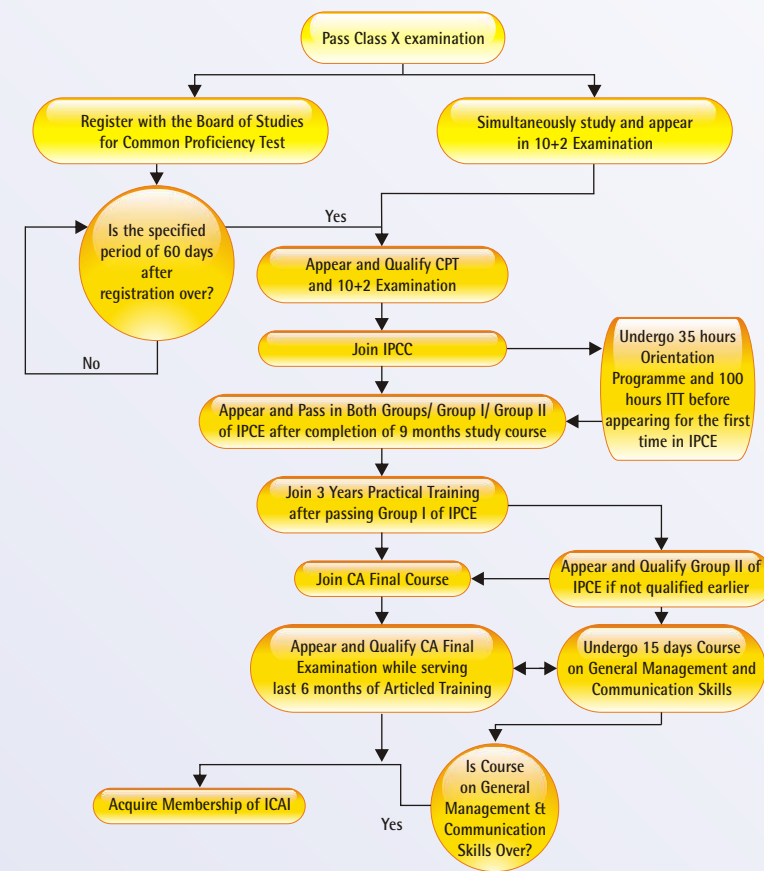 Pass Class X examination
Register with the Board of Studies
for Common Proficiency Test
Simultaneously study and appear
in 10+2 Examination
Is the specified
period of 60 days
after
registration over?
Yes
No
Appear and Qualify CPT
and 10+2 Examination
Join IPCC
Undergo 35 hours
Orientation
Programme and 100
hours ITT before
appearing for the first
time in IPCE
Appear and Pass in Both Groups/ Group I/ Group II
of IPCE after completion of 9 months study course
Join 3 Years Practical Training
after passing Group I of IPCE
Join CA Final Course
Appear and Qualify Group II of
IPCE if not qualified earlier
Appear and Qualify CA Final
Examination while serving
last 6 months of Articled Training
Undergo 15 days Course
on General Management and
Communication Skills
Is Course
on General
Management &
Communication
Skills Over?
Yes
Acquire Membership of ICAI